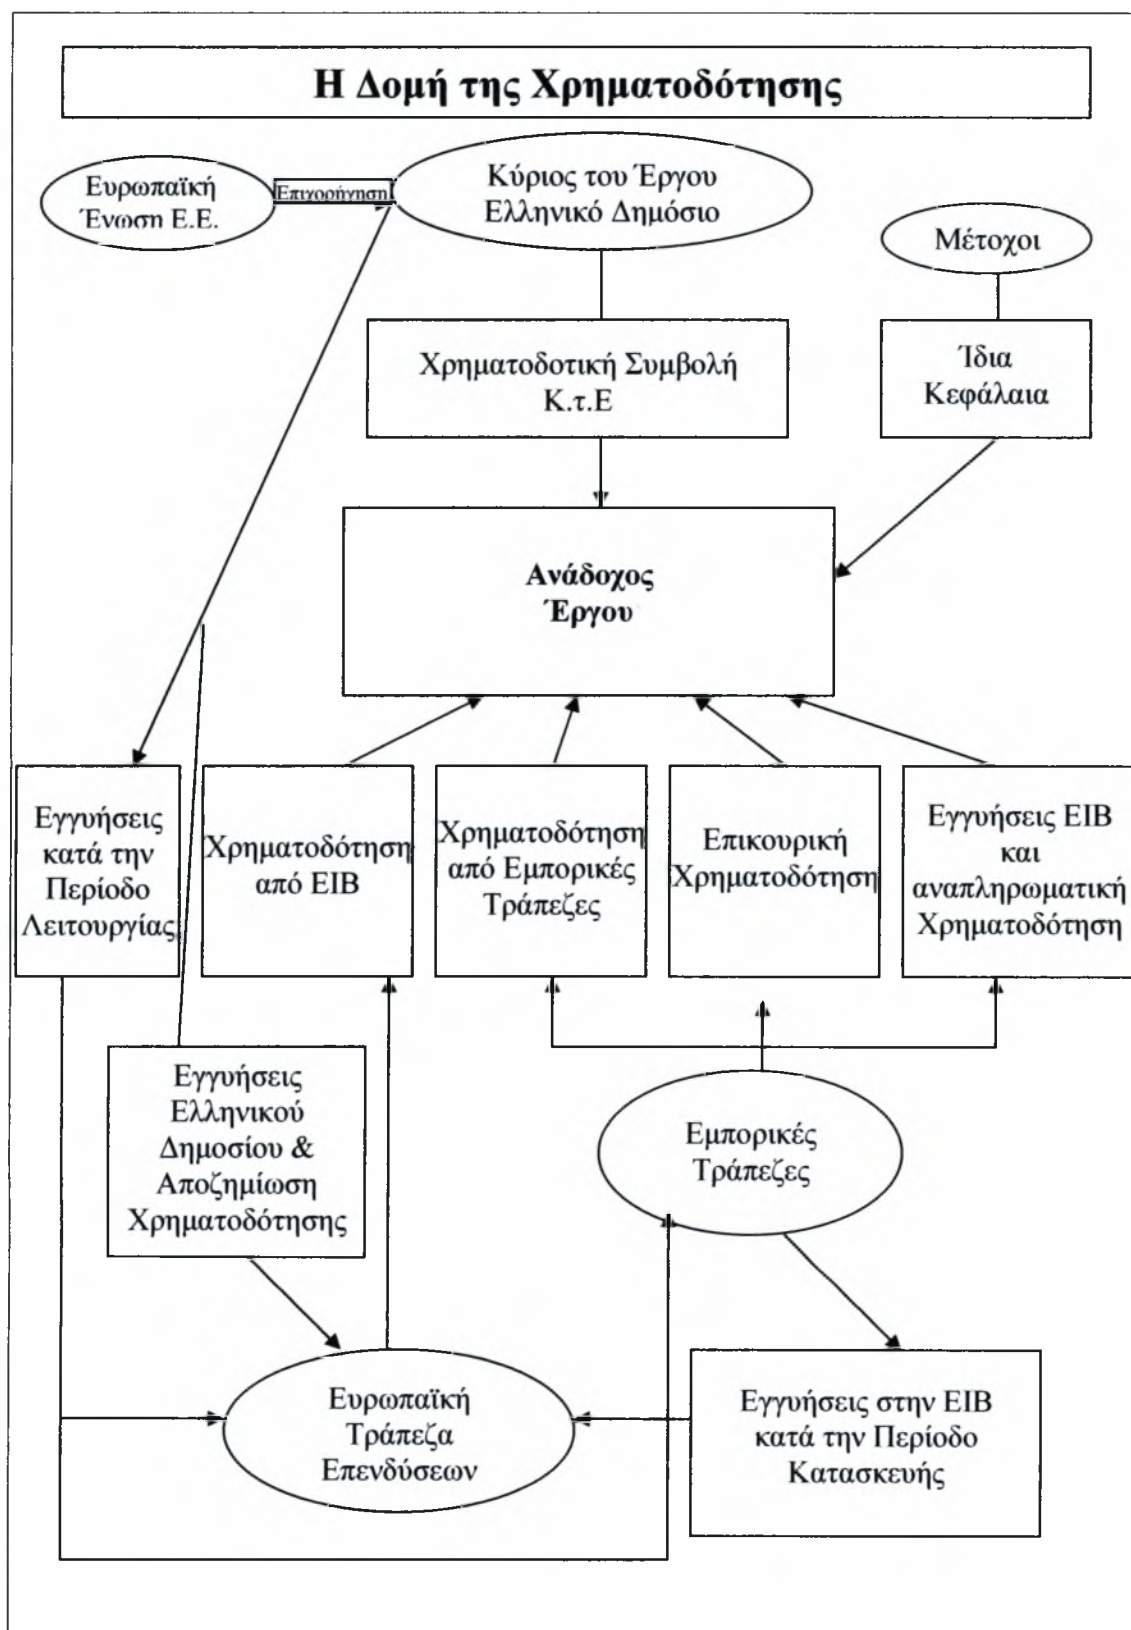 Η Δομή της Χρηματοδότησης
Ευρωπαϊκή
Ένωση Ε.Ε.
Επιχορήγηση
Κύριος του Έργου
Ελληνικό Δημόσιο
Μέτοχοι
Χρηματοδοτική Συμβολή
Κ.τ.Ε
Ίδια
Κεφάλαια
Ανάδοχος
Έργου
Εγγυήσεις
κατά την
Περίοδο
Λειτουργίας
Χρηματοδότηση
από ΕΙΒ
Χρηματοδότηση
από Εμπορικές
Τράπεζες
Επικουρική
Χρηματοδότηση
Εγγυήσεις ΕΙΒ
και
αναπληρωματική
Χρηματοδότηση
Εγγυήσεις
Ελληνικού
Δημοσίου &
Αποζημίωση
Χρηματοδότησης
Εμπορικές
Τράπεζες
Ευρωπαϊκή
Τράπεζα
Επενδύσεων
Εγγυήσεις στην ΕΙΒ
κατά την Περίοδο
Κατασκευής